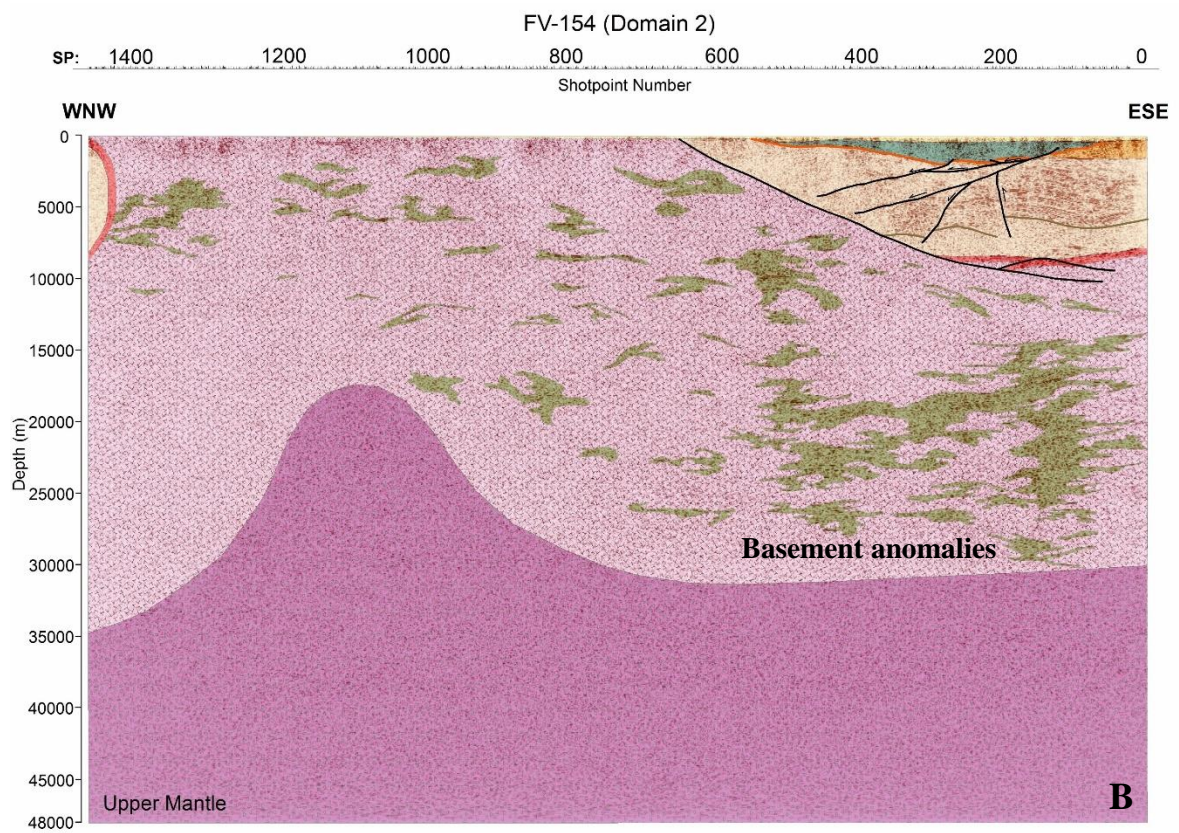 FV-154 (Domain 2)
SP: 1400 1200 1000 800 600 400 200 0
Shotpoint Number
WNW ESE
0
5000
10000
15000
20000
25000
30000
35000
40000
45000
48000
Depth (m)
Basement anomalies
Upper Mantle
B